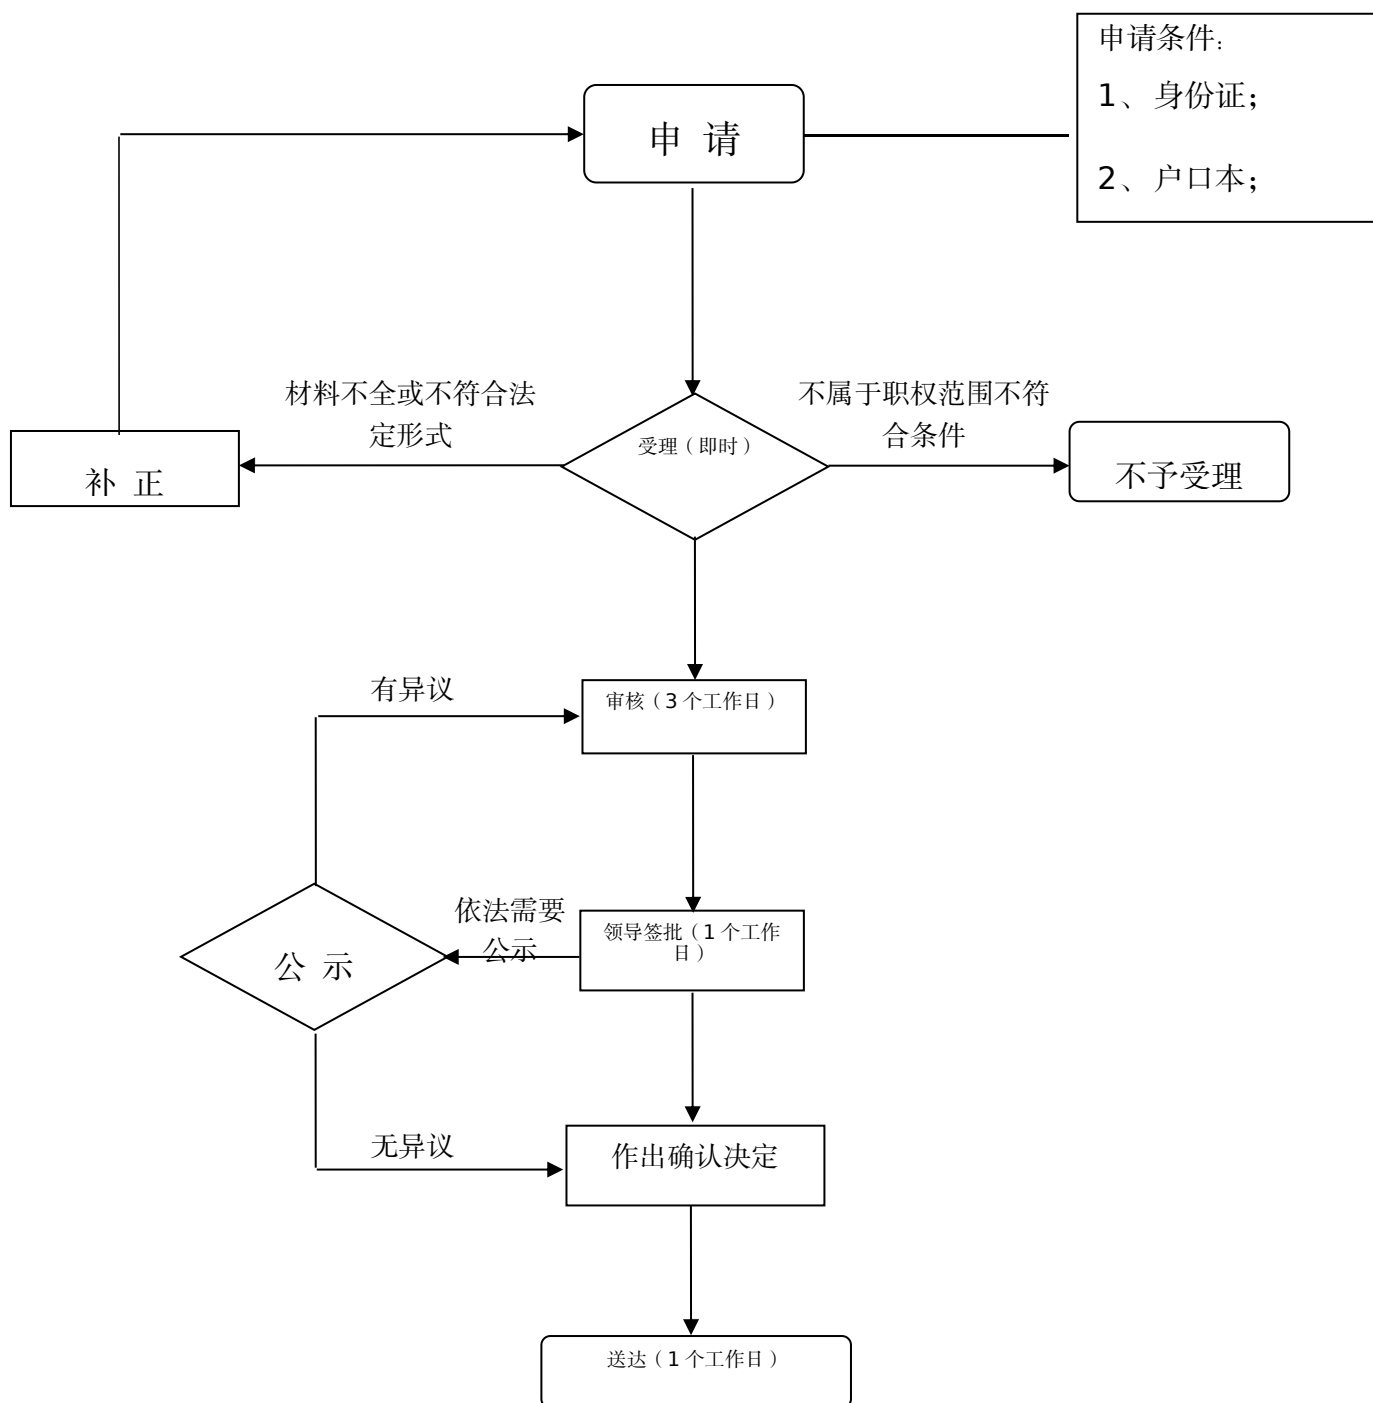 申请条件:
1、身份证;
2、户口本;
申 请
材料不全或不符合法
定形式
不属于职权范围不符
合条件
受理（即时）
补 正
不予受理
有异议
审核（3 个工作日）
依法需要
公示
领导签批（1 个工作
日）
公 示
无异议
作出确认决定
送达（1 个工作日）